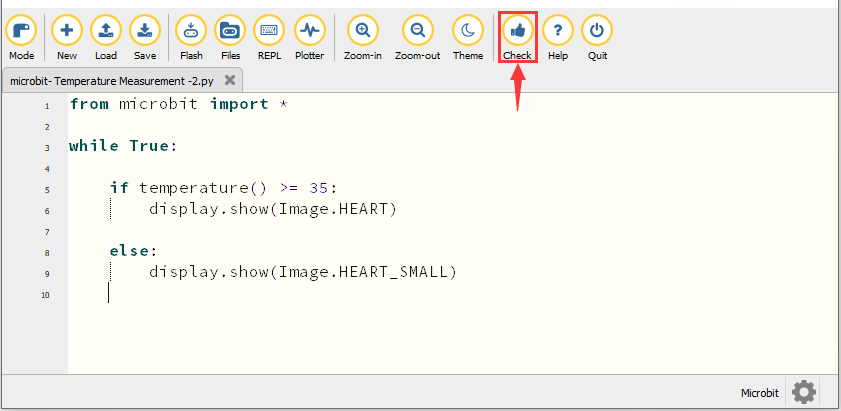 Mode New Load Save Flash Files REPL Plotter Zoom-in Zoom-out Theme Check Help Quit
microbit- Temperature Measurement -2.py
1 from microbit import *
2
3 while True:
4
5 if temperature() >= 35:
6 display.show(Image.HEART)
7
8 else:
9 display.show(Image.HEART_SMALL)
10
Microbit